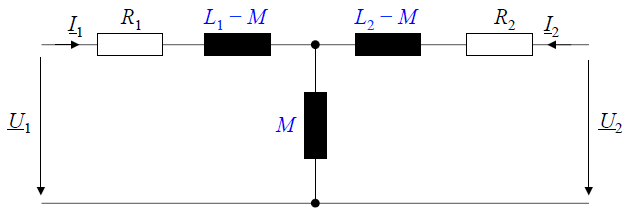 I₁ R₁ L₁ − M L₂ − M R₂ I₂
U₁ M U₂